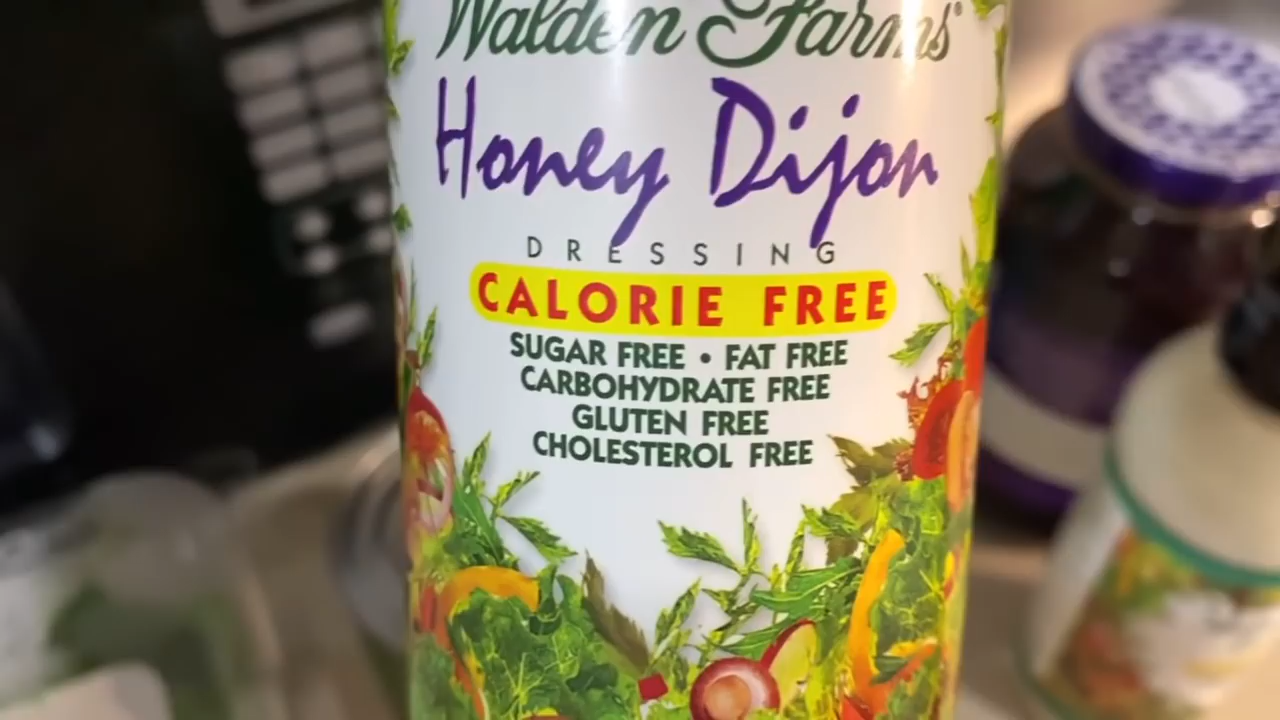 Walden Farms®
Honey Dijon
DRESSING
CALORIE FREE
SUGAR FREE • FAT FREE
CARBOHYDRATE FREE
GLUTEN FREE
CHOLESTEROL FREE